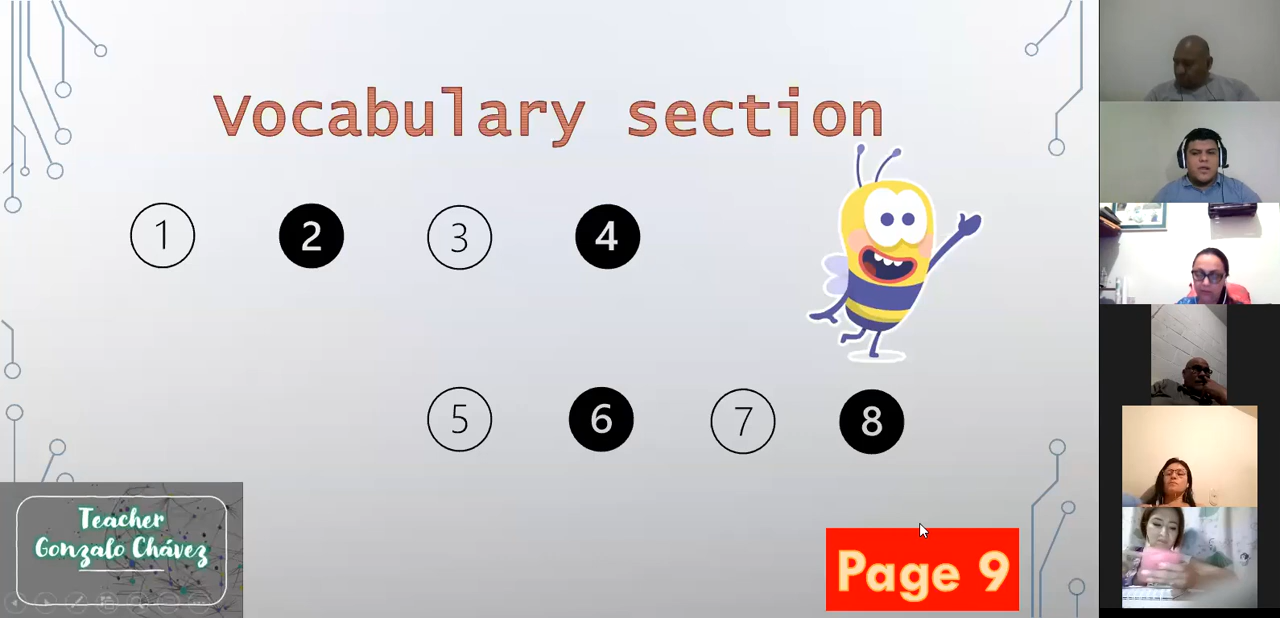 Vocabulary section
1 2 3 4
5 6 7 8
Teacher
Gonzalo Chávez
Page 9